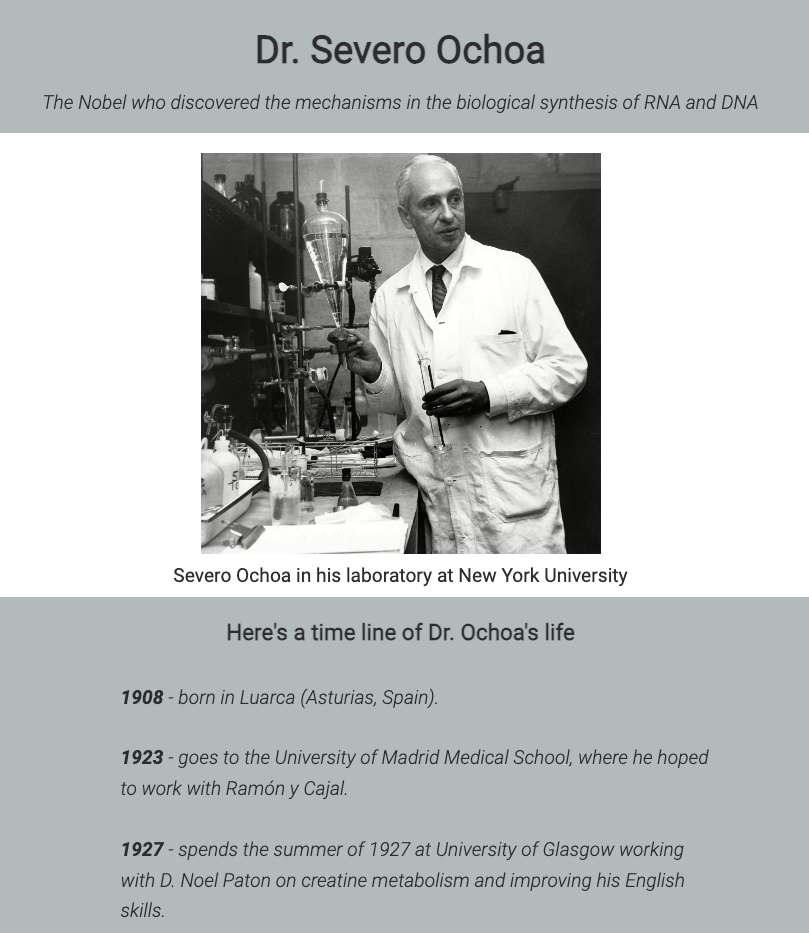 Dr. Severo Ochoa
The Nobel who discovered the mechanisms in the biological synthesis of RNA and DNA
Severo Ochoa in his laboratory at New York University
Here's a time line of Dr. Ochoa's life
1908 - born in Luarca (Asturias, Spain).
1923 - goes to the University of Madrid Medical School, where he hoped
to work with Ramón y Cajal.
1927 - spends the summer of 1927 at University of Glasgow working
with D. Noel Paton on creatine metabolism and improving his English
skills.